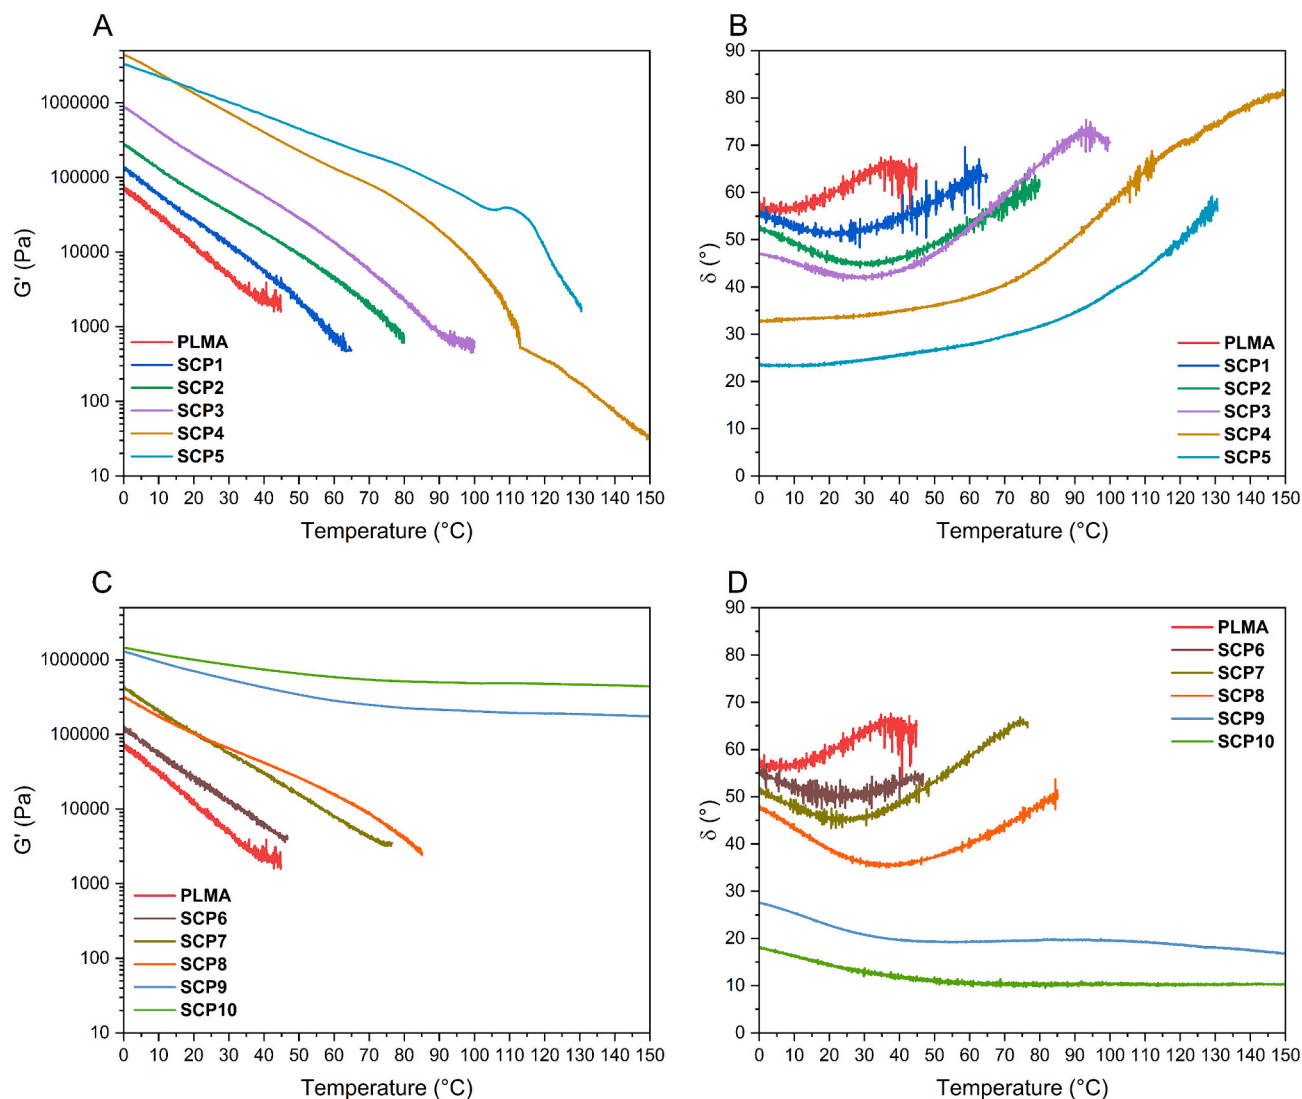 A
G' (Pa)
1000000
100000
10000
1000
100
10
PLMA
SCP1
SCP2
SCP3
SCP4
SCP5
0 10 20 30 40 50 60 70 80 90 100 110 120 130 140 150
Temperature (°C)
B
δ (°)
90
80
70
60
50
40
30
20
10
0
PLMA
SCP1
SCP2
SCP3
SCP4
SCP5
0 10 20 30 40 50 60 70 80 90 100 110 120 130 140 150
Temperature (°C)
C
G' (Pa)
1000000
100000
10000
1000
100
10
PLMA
SCP6
SCP7
SCP8
SCP9
SCP10
0 10 20 30 40 50 60 70 80 90 100 110 120 130 140 150
Temperature (°C)
D
δ (°)
90
80
70
60
50
40
30
20
10
0
PLMA
SCP6
SCP7
SCP8
SCP9
SCP10
0 10 20 30 40 50 60 70 80 90 100 110 120 130 140 150
Temperature (°C)